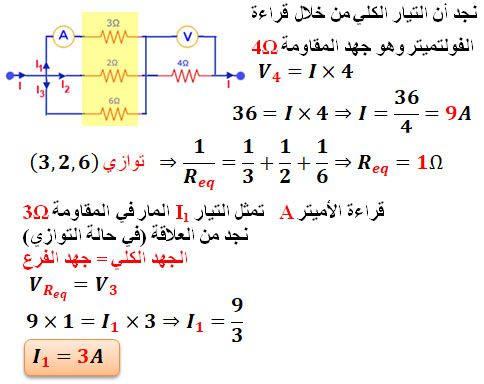 نجد أن التيار الكلي من خلال قراءة
الفولتميتر وهو جهد المقاومة 4Ω
V₄ = I × 4
36 = I × 4 ⇒ I = 36/4 = 9A
(3, 2, 6) توازي ⇒ 1/R_eq = 1/3 + 1/2 + 1/6 ⇒ R_eq = 1Ω
قراءة الأميتر A تمثل التيار I₁ المار في المقاومة 3Ω
نجد من العلاقة (في حالة التوازي)
الجهد الكلي = جهد الفرع
V_Req = V₃
9 × 1 = I₁ × 3 ⇒ I₁ = 9/3
I₁ = 3A
3Ω
A
V
I₁
2Ω
4Ω
I
I₃
I₂
I
6Ω